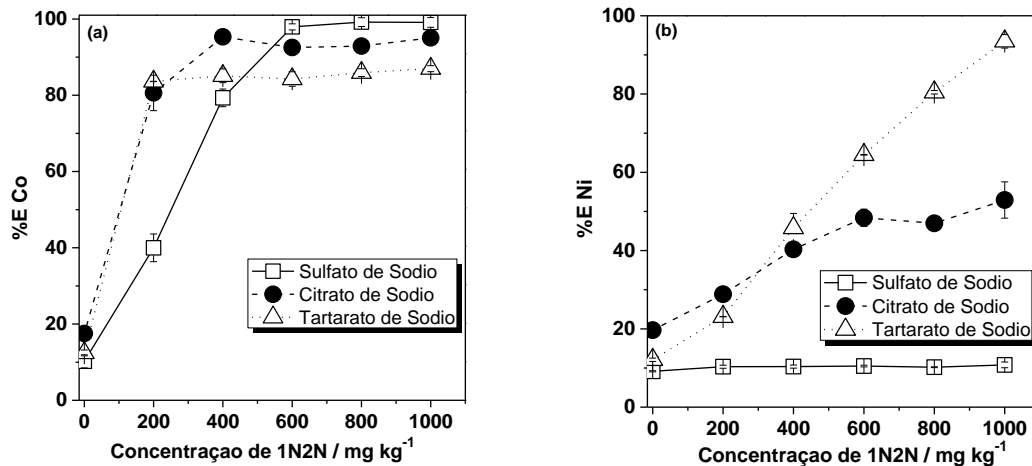 (a)
%E Co
100
80
60
40
20
0
Sulfato de Sodio
Citrato de Sodio
Tartarato de Sodio
0 200 400 600 800 1000
Concentraçao de 1N2N / mg kg⁻¹
(b)
%E Ni
100
80
60
40
20
0
Sulfato de Sodio
Citrato de Sodio
Tartarato de Sodio
0 200 400 600 800 1000
Concentraçao de 1N2N / mg kg⁻¹